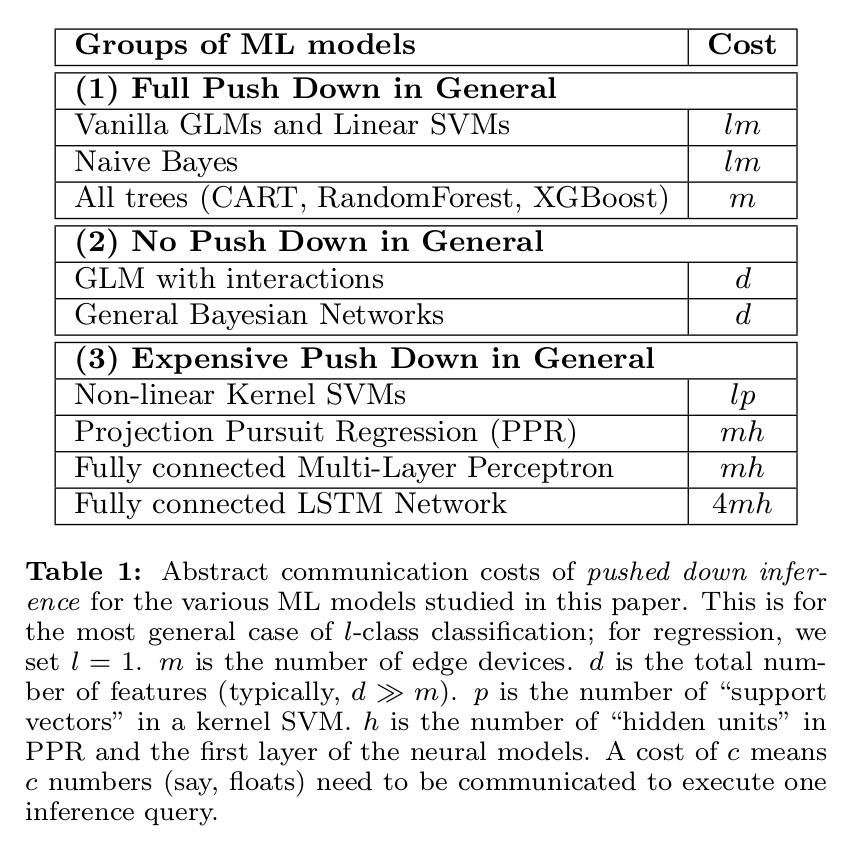 Groups of ML models Cost
(1) Full Push Down in General
Vanilla GLMs and Linear SVMs lm
Naive Bayes lm
All trees (CART, RandomForest, XGBoost) m
(2) No Push Down in General
GLM with interactions d
General Bayesian Networks d
(3) Expensive Push Down in General
Non-linear Kernel SVMs lp
Projection Pursuit Regression (PPR) mh
Fully connected Multi-Layer Perceptron mh
Fully connected LSTM Network 4mh
Table 1: Abstract communication costs of pushed down infer-
ence for the various ML models studied in this paper. This is for
the most general case of l-class classification; for regression, we
set l = 1. m is the number of edge devices. d is the total num-
ber of features (typically, d ≫ m). p is the number of “support
vectors” in a kernel SVM. h is the number of “hidden units” in
PPR and the first layer of the neural models. A cost of c means
c numbers (say, floats) need to be communicated to execute one
inference query.